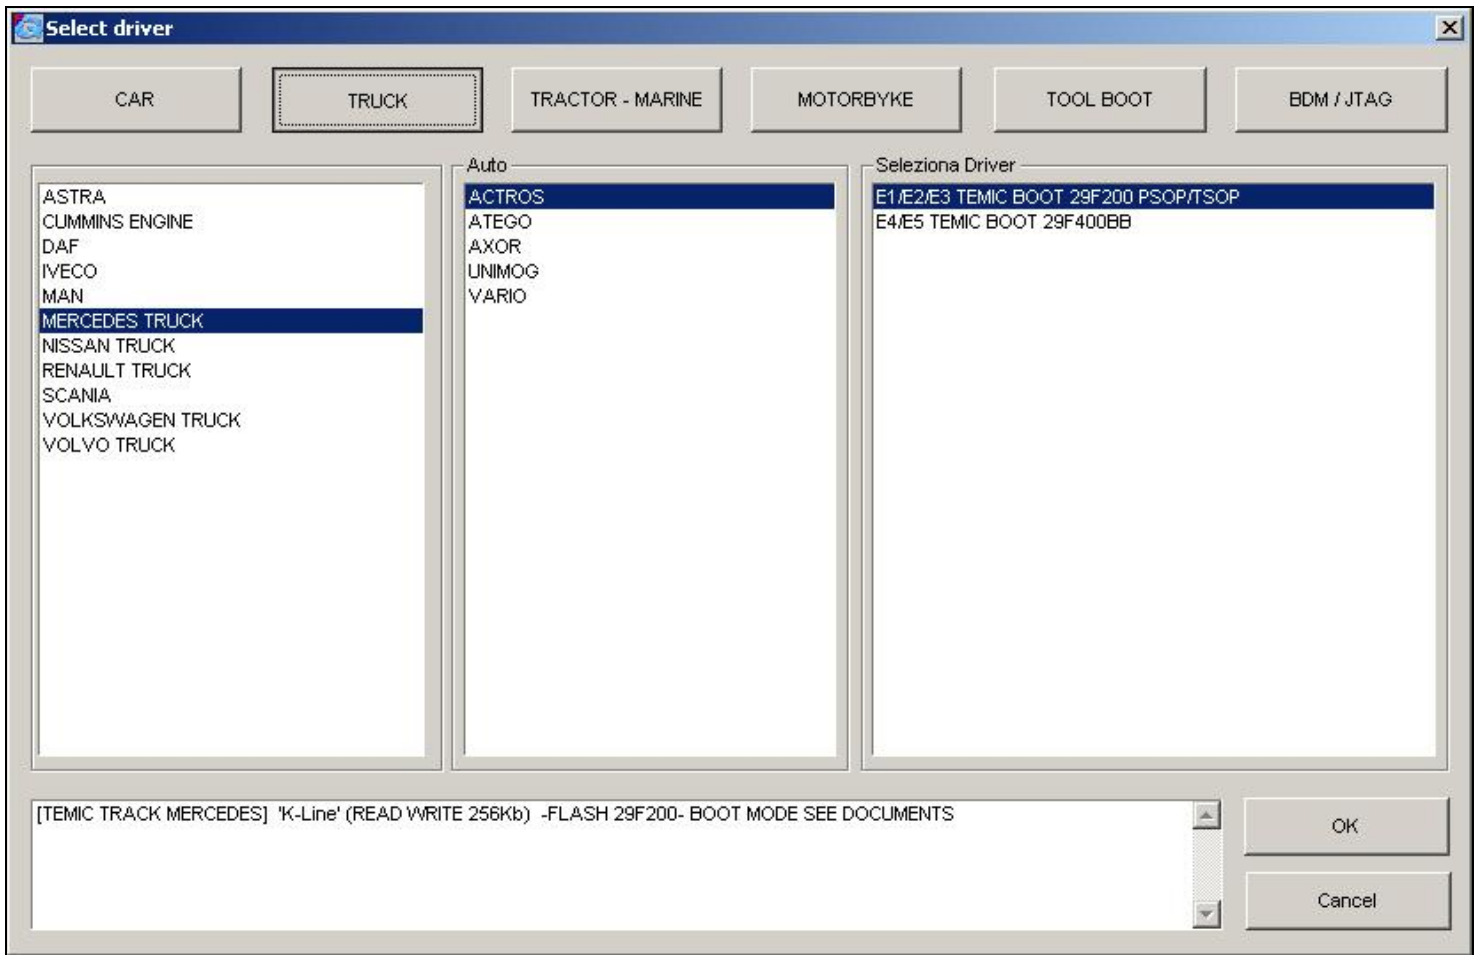 Select driver
CAR
TRUCK
TRACTOR - MARINE
MOTORBYKE
TOOL BOOT
BDM / JTAG
ASTRA
CUMMINS ENGINE
DAF
IVECO
MAN
MERCEDES TRUCK
NISSAN TRUCK
RENAULT TRUCK
SCANIA
VOLKSWAGEN TRUCK
VOLVO TRUCK
Auto
ACTROS
ATEGO
AXOR
UNIMOG
VARIO
Seleziona Driver
E1/E2/E3 TEMIC BOOT 29F200 PSOP/TSOP
E4/E5 TEMIC BOOT 29F400BB
[TEMIC TRACK MERCEDES] 'K-Line' (READ WRITE 256Kb) -FLASH 29F200- BOOT MODE SEE DOCUMENTS
OK
Cancel